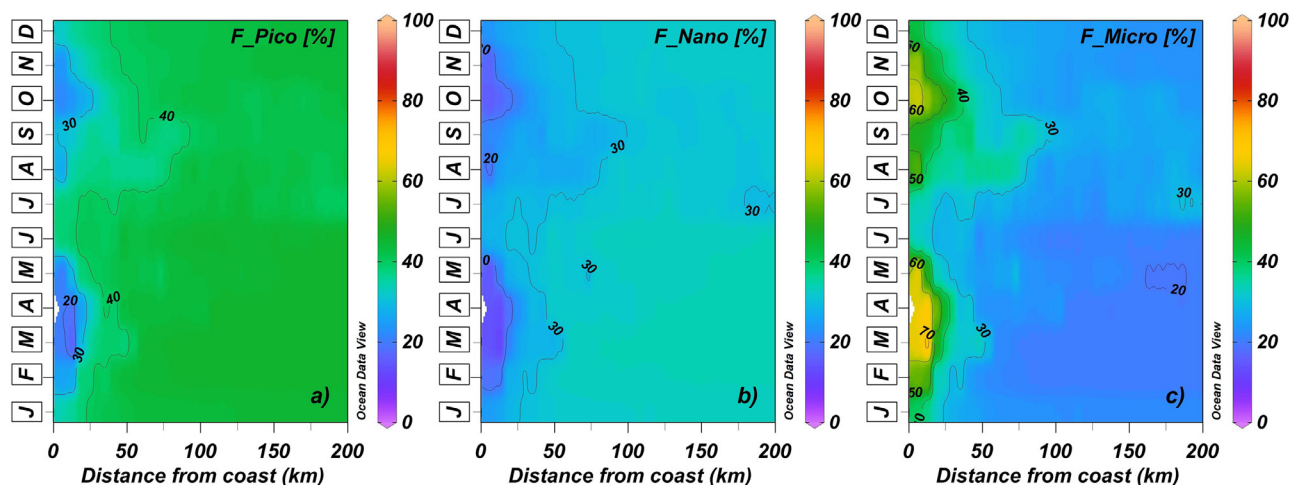 F_Pico [%]
D
N
O
S
A
J
J
M
A
M
F
J
30
40
20
40
30
a)
0
50
100
150
200
Distance from coast (km)
100
80
60
40
20
0
Ocean Data View
F_Nano [%]
D
N
O
S
A
J
J
M
A
M
F
J
20
30
30
30
30
b)
0
50
100
150
200
Distance from coast (km)
100
80
60
40
20
0
Ocean Data View
F_Micro [%]
D
N
O
S
A
J
J
M
A
M
F
J
40
30
50
30
60
20
70
30
50
c)
0
50
100
150
200
Distance from coast (km)
100
80
60
40
20
0
Ocean Data View